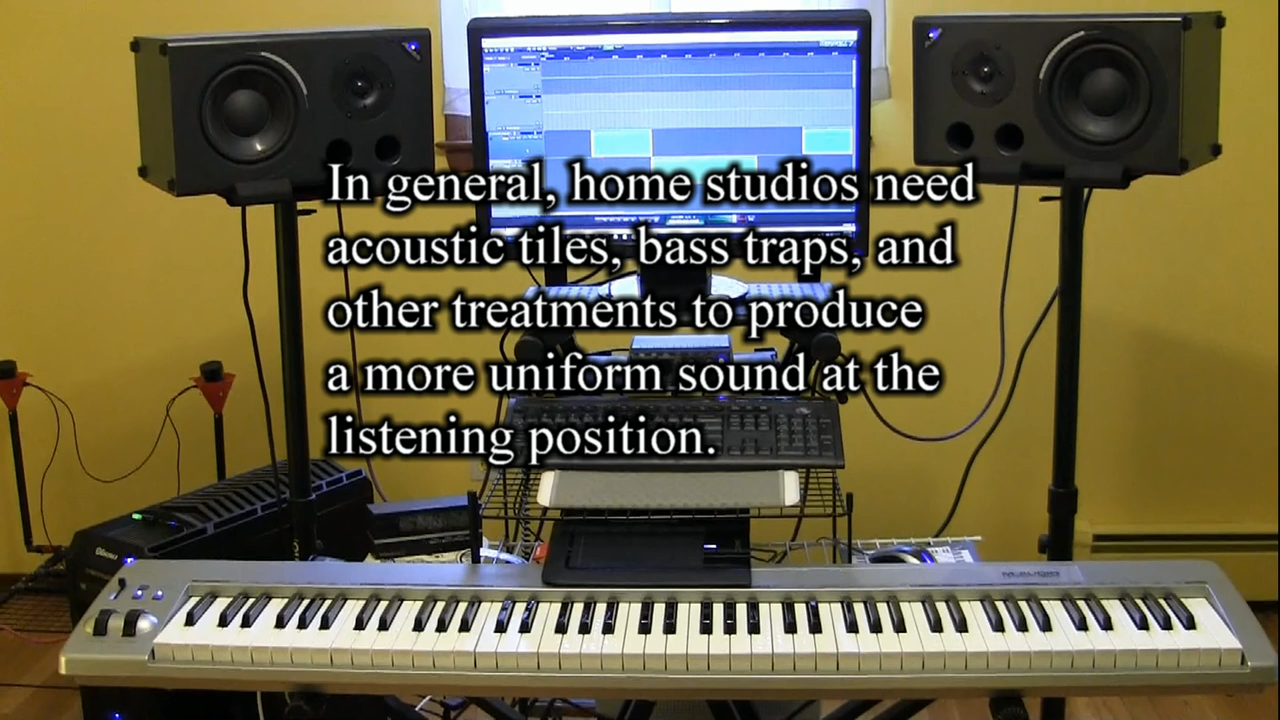 In general, home studios need
acoustic tiles, bass traps, and
other treatments to produce
a more uniform sound at the
listening position.
M-AUDIO